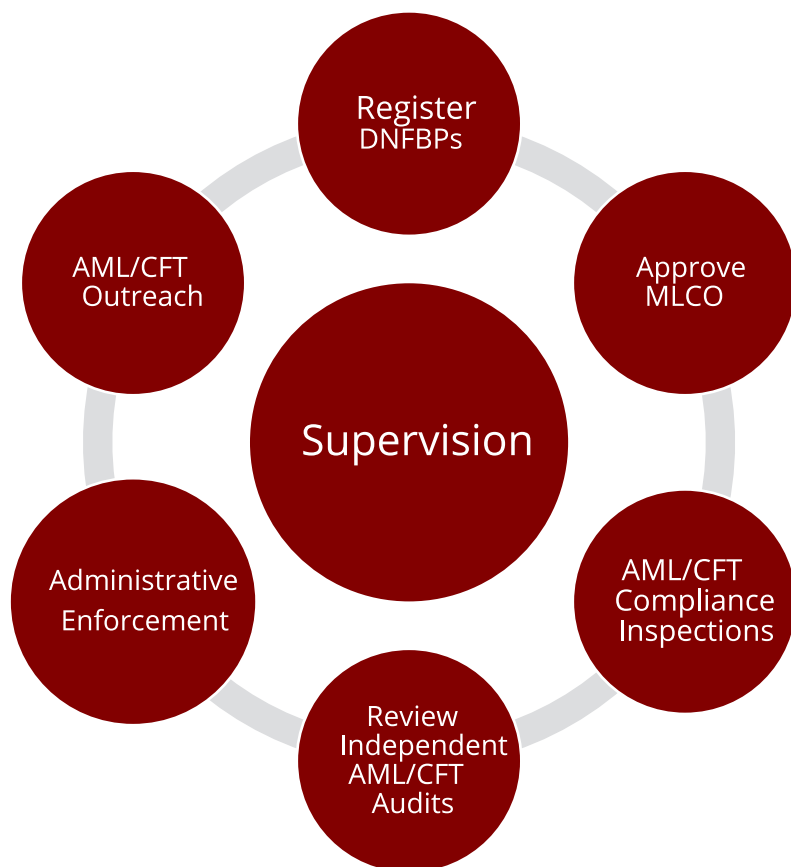 Register
DNFBPs
Approve
MLCO
AML/CFT
Compliance
Inspections
Review
Independent
AML/CFT
Audits
Administrative
Enforcement
AML/CFT
Outreach
Supervision